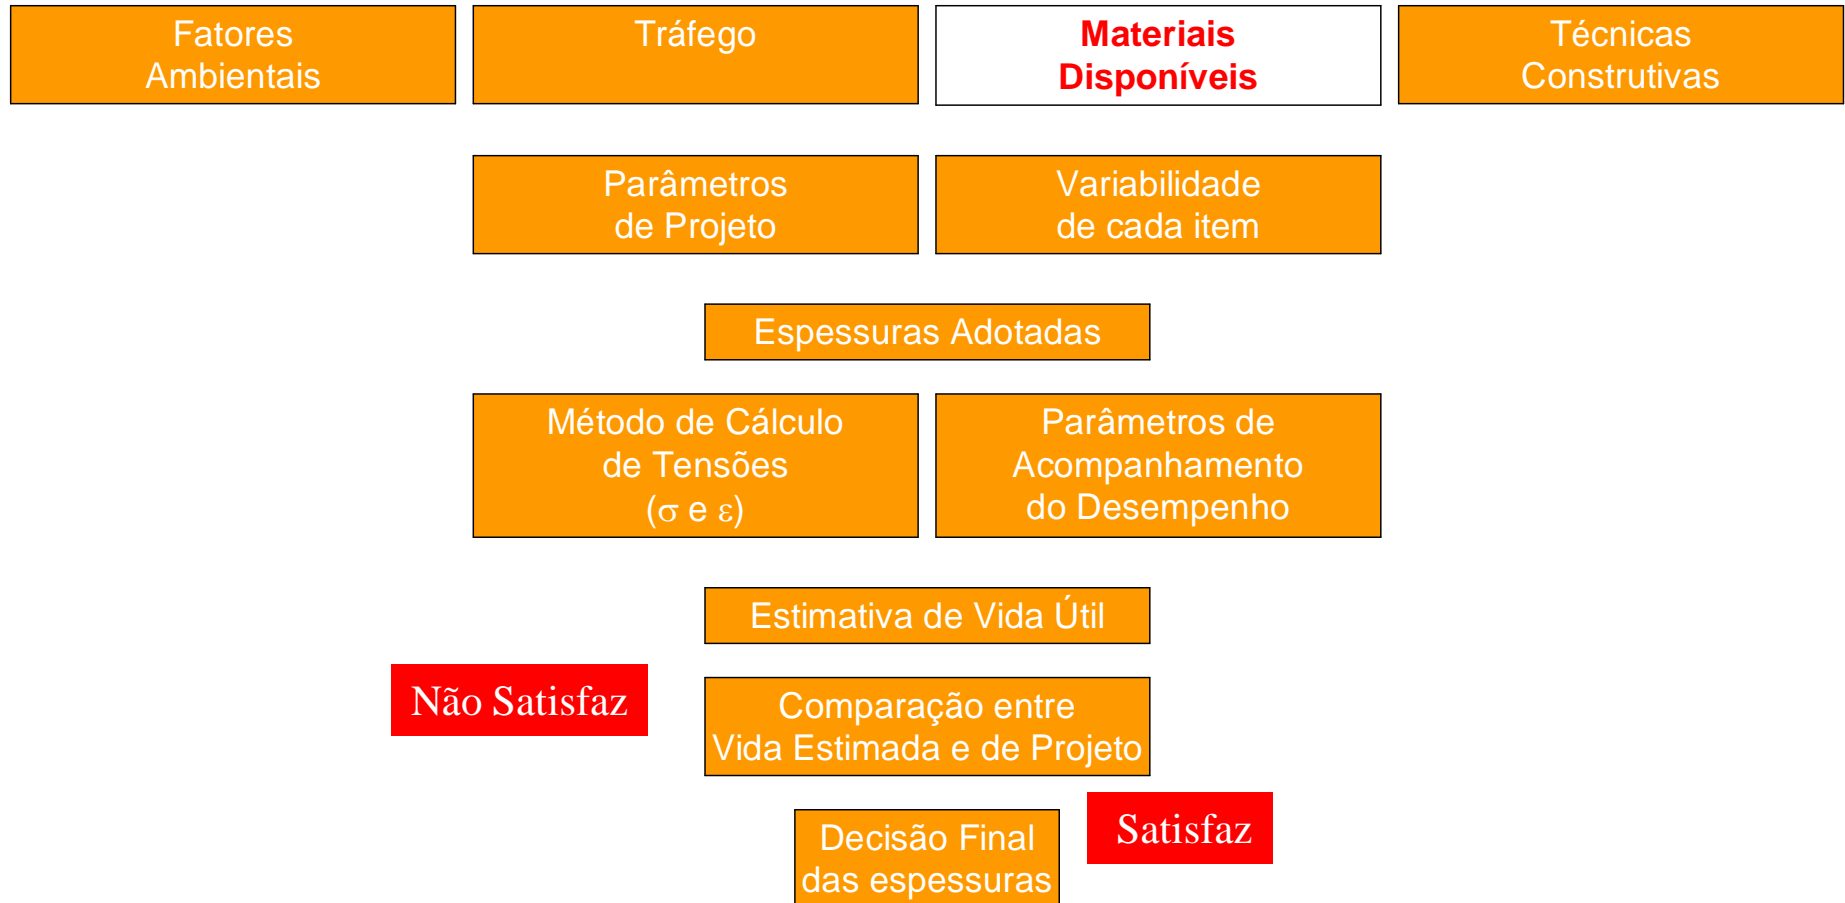 Fatores
Ambientais
Tráfego
Materiais
Disponíveis
Técnicas
Construtivas
Parâmetros
de Projeto
Variabilidade
de cada item
Espessuras Adotadas
Método de Cálculo
de Tensões
(σ e ε)
Parâmetros de
Acompanhamento
do Desempenho
Estimativa de Vida Útil
Não Satisfaz
Comparação entre
Vida Estimada e de Projeto
Satisfaz
Decisão Final
das espessuras